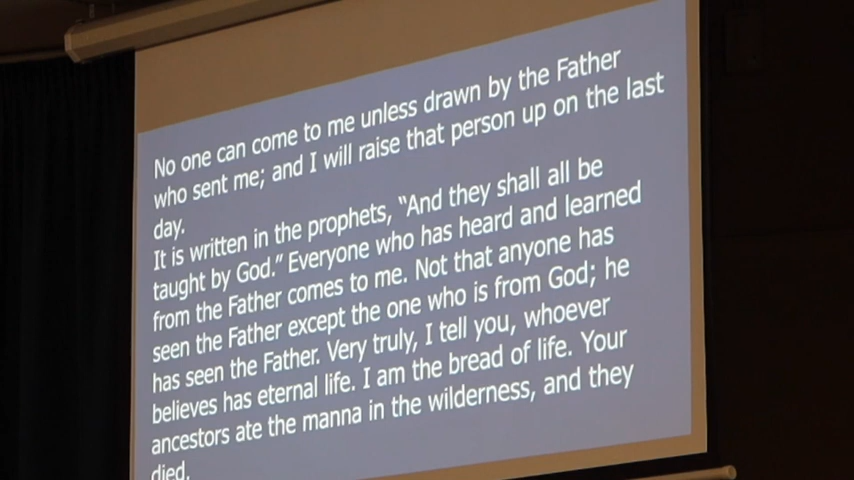 No one can come to me unless drawn by the Father
who sent me; and I will raise that person up on the last
day.
It is written in the prophets, “And they shall all be
taught by God.” Everyone who has heard and learned
from the Father comes to me. Not that anyone has
seen the Father except the one who is from God; he
has seen the Father. Very truly, I tell you, whoever
believes has eternal life. I am the bread of life. Your
ancestors ate the manna in the wilderness, and they
died.